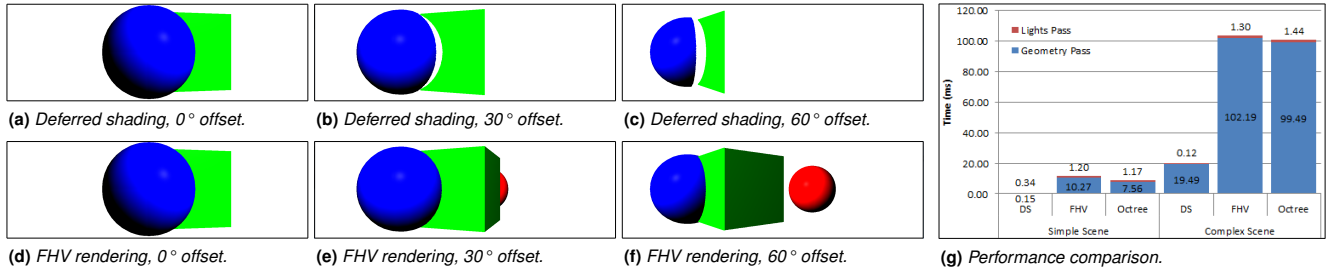 (a) Deferred shading, 0° offset.
(b) Deferred shading, 30° offset.
(c) Deferred shading, 60° offset.
(d) FHV rendering, 0° offset.
(e) FHV rendering, 30° offset.
(f) FHV rendering, 60° offset.
120.00
100.00
80.00
60.00
40.00
20.00
0.00
Time (ms)
Lights Pass
Geometry Pass
0.34
0.15
1.20
10.27
1.17
7.56
0.12
19.49
1.30
102.19
1.44
99.49
DS FHV Octree DS FHV Octree
Simple Scene Complex Scene
(g) Performance comparison.